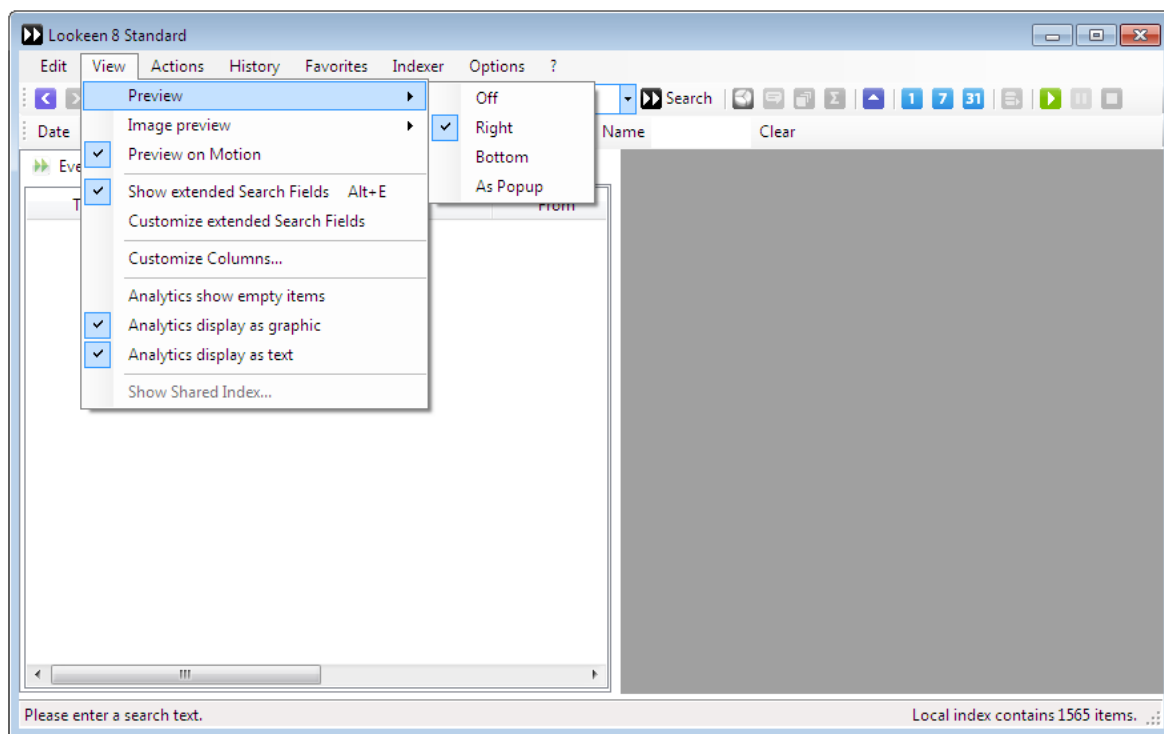 Lookeen 8 Standard
Edit View Actions History Favorites Indexer Options ?
Preview
Off
Search
1 7 31
Date
Image preview
Right
Name
Clear
Preview on Motion
Bottom
Show extended Search Fields Alt+E
As Popup
From
Customize extended Search Fields
Customize Columns...
Analytics show empty items
Analytics display as graphic
Analytics display as text
Show Shared Index...
Please enter a search text.
Local index contains 1565 items.